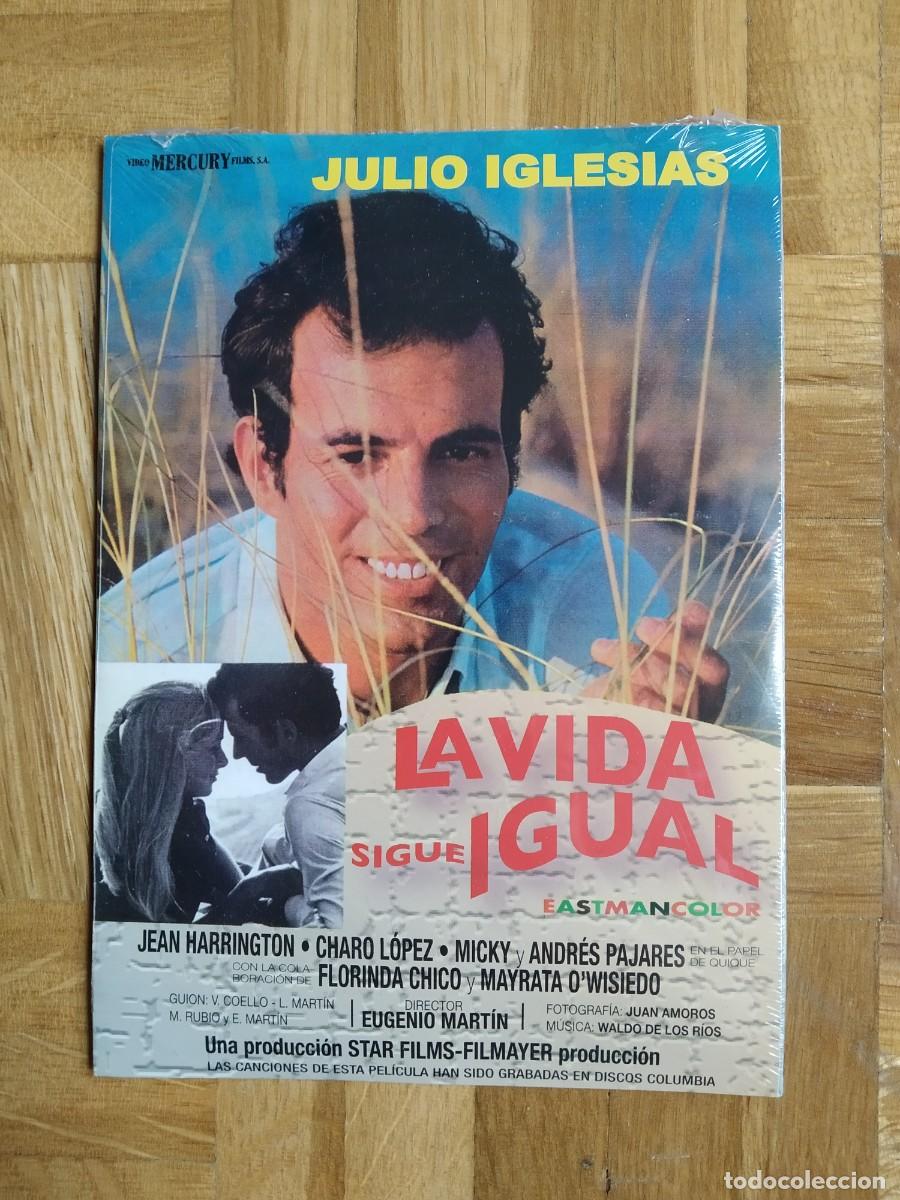 VIDEO MERCURY FILMS, S.A.
JULIO IGLESIAS
LA VIDA
SIGUE IGUAL
EASTMANCOLOR
JEAN HARRINGTON • CHARO LÓPEZ • MICKY y ANDRÉS PAJARES EN EL PAPEL DE QUIQUE
CON LA COLABORACIÓN DE FLORINDA CHICO y MAYRATA O'WISIEDO
GUION: V. COELLO - L. MARTÍN
M. RUBIO y E. MARTÍN
DIRECTOR
EUGENIO MARTÍN
FOTOGRAFÍA: JUAN AMOROS
MÚSICA: WALDO DE LOS RÍOS
Una producción STAR FILMS-FILMAYER producción
LAS CANCIONES DE ESTA PELÍCULA HAN SIDO GRABADAS EN DISCOS COLUMBIA
todocoleccion